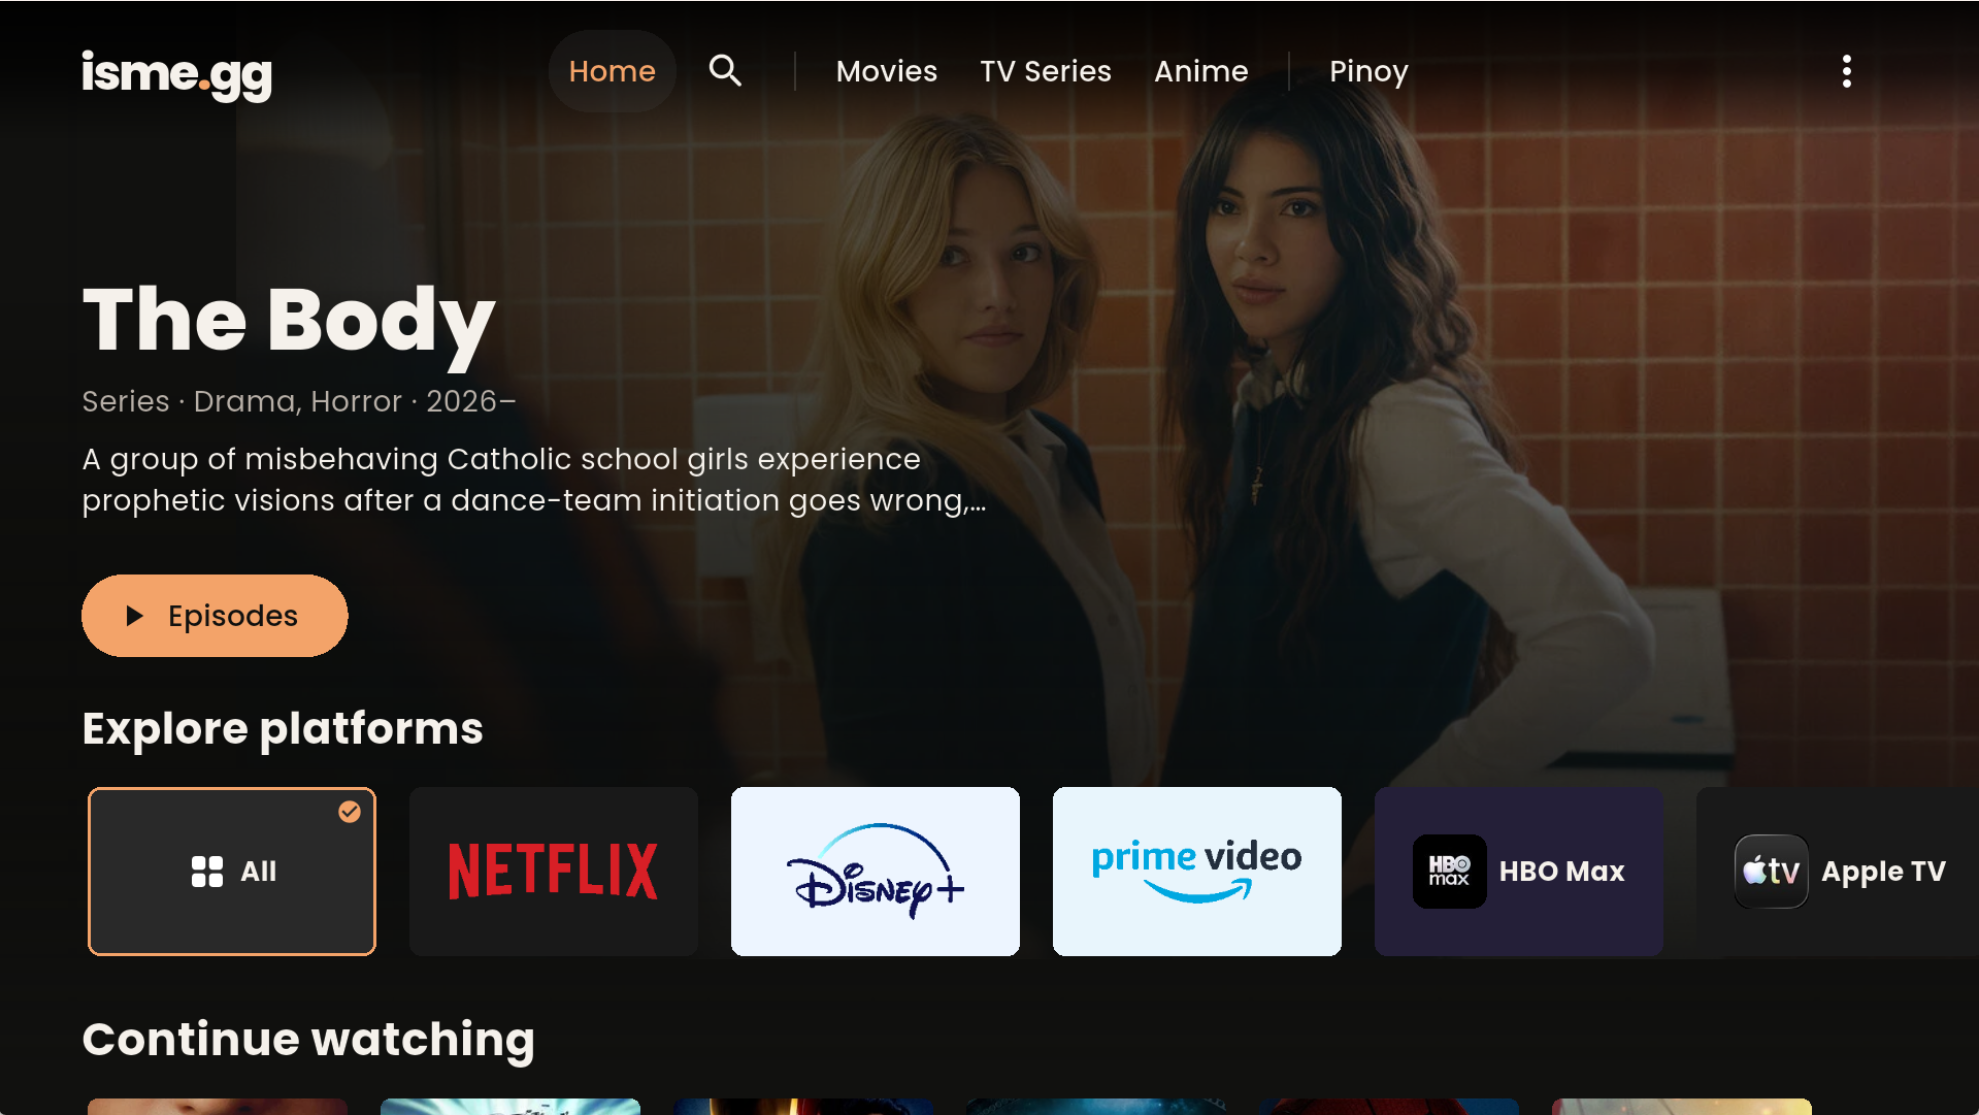 isme.gg
Home
Movies
TV Series
Anime
Pinoy
The Body
Series · Drama, Horror · 2026–
A group of misbehaving Catholic school girls experience
prophetic visions after a dance-team initiation goes wrong,...
Episodes
Explore platforms
All
NETFLIX
Disney+
prime video
HBO max
HBO Max
tv
Apple TV
Continue watching